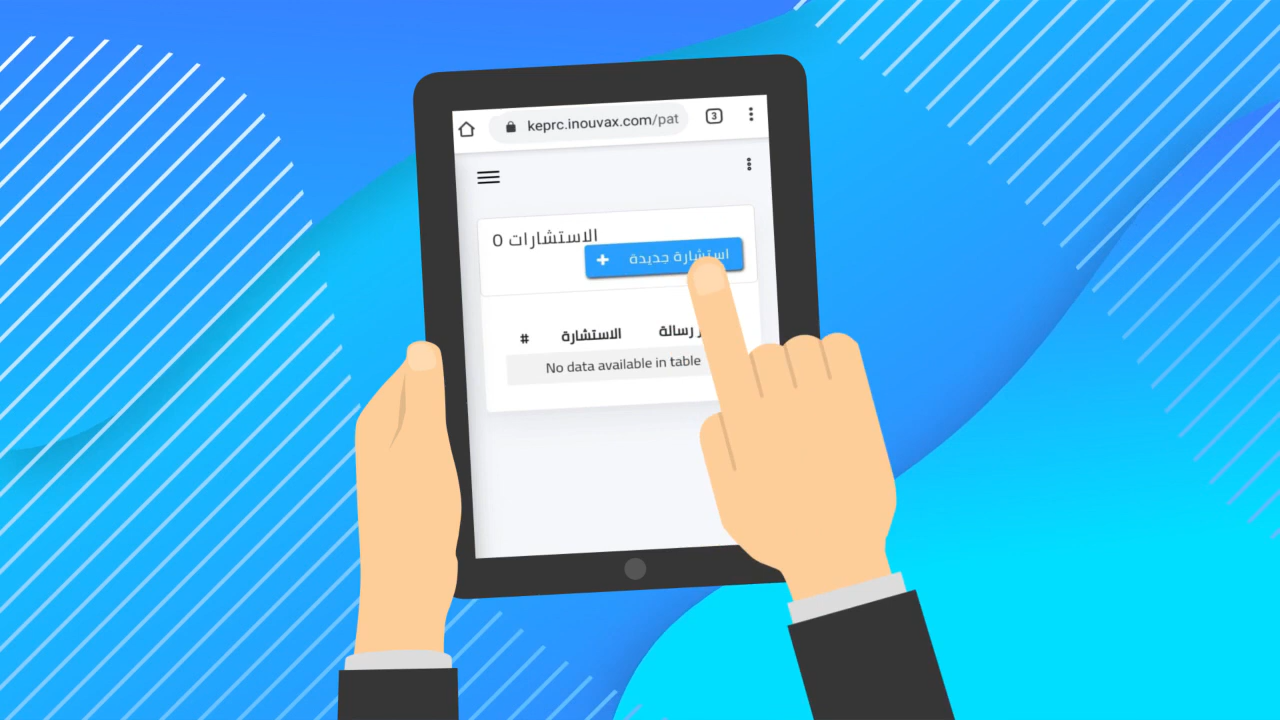 keprc.inouvax.com/pat
3
الاستشارات 0
استشارة جديدة +
# الاستشارة رسالة
No data available in table